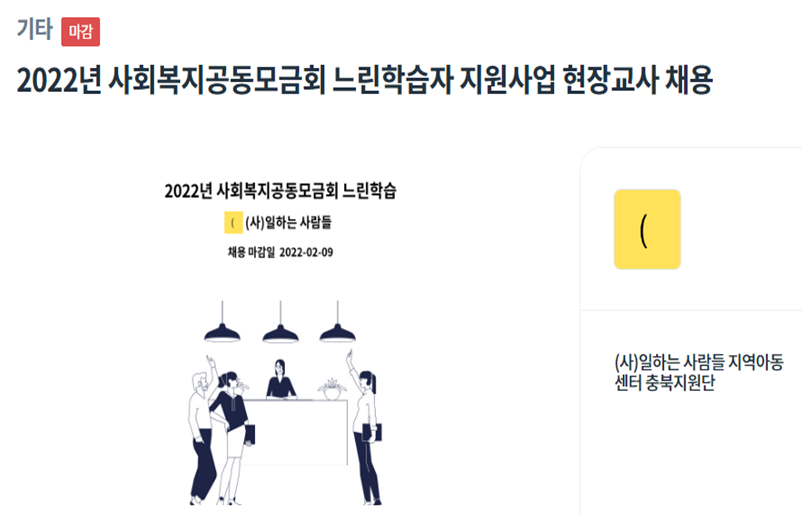 기타 마감
2022년 사회복지공동모금회 느린학습자 지원사업 현장교사 채용
2022년 사회복지공동모금회 느린학습
( (사)일하는 사람들
채용 마감일 2022-02-09
(
(사)일하는 사람들 지역아동
센터 충북지원단